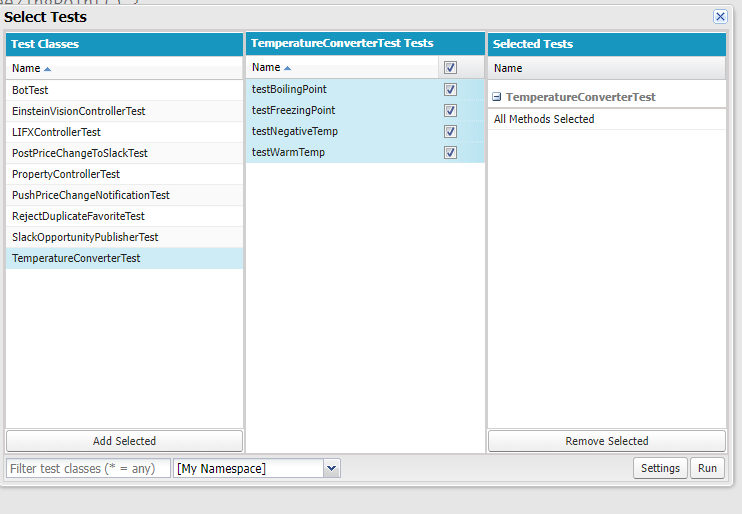 Select Tests
Test Classes
Name
BotTest
EinsteinVisionControllerTest
LIFXControllerTest
PostPriceChangeToSlackTest
PropertyControllerTest
PushPriceChangeNotificationTest
RejectDuplicateFavoriteTest
SlackOpportunityPublisherTest
TemperatureConverterTest
Add Selected
TemperatureConverterTest Tests
Name
testBoilingPoint
testFreezingPoint
testNegativeTemp
testWarmTemp
Selected Tests
Name
TemperatureConverterTest
All Methods Selected
Remove Selected
Filter test classes (* = any)
[My Namespace]
Settings
Run